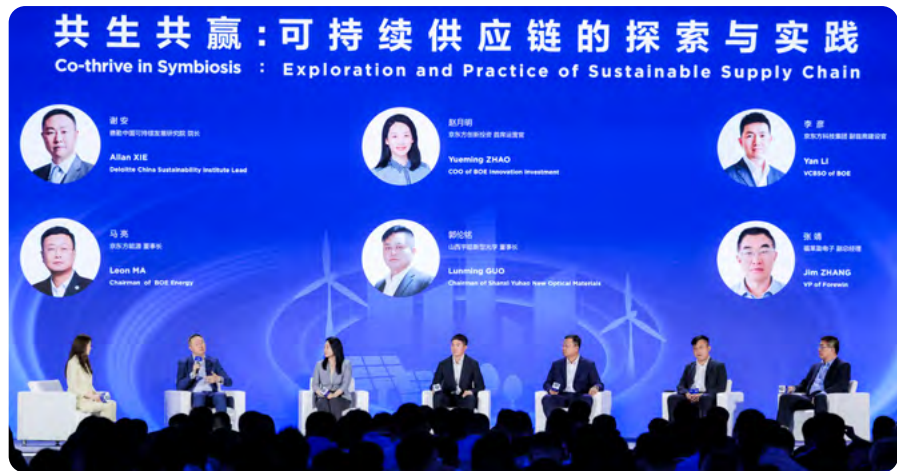 共生共赢：可持续供应链的探索与实践
Co-thrive in Symbiosis : Exploration and Practice of Sustainable Supply Chain
谢 安
德勤中国可持续发展研究院 院长
Allan XIE
Deloitte China Sustainability Institute Lead
赵月明
京东方创新投资 首席运营官
Yueming ZHAO
COO of BOE Innovation Investment
李 彦
京东方科技集团 副首席建设官
Yan LI
VCBSO of BOE
马 亮
京东方能源 董事长
Leon MA
Chairman of BOE Energy
郭伦铭
山西宇皓新型光学 董事长
Lunming GUO
Chairman of Shanxi Yuhao New Optical Materials
张 靖
福莱盈电子 副总经理
Jim ZHANG
VP of Forewin